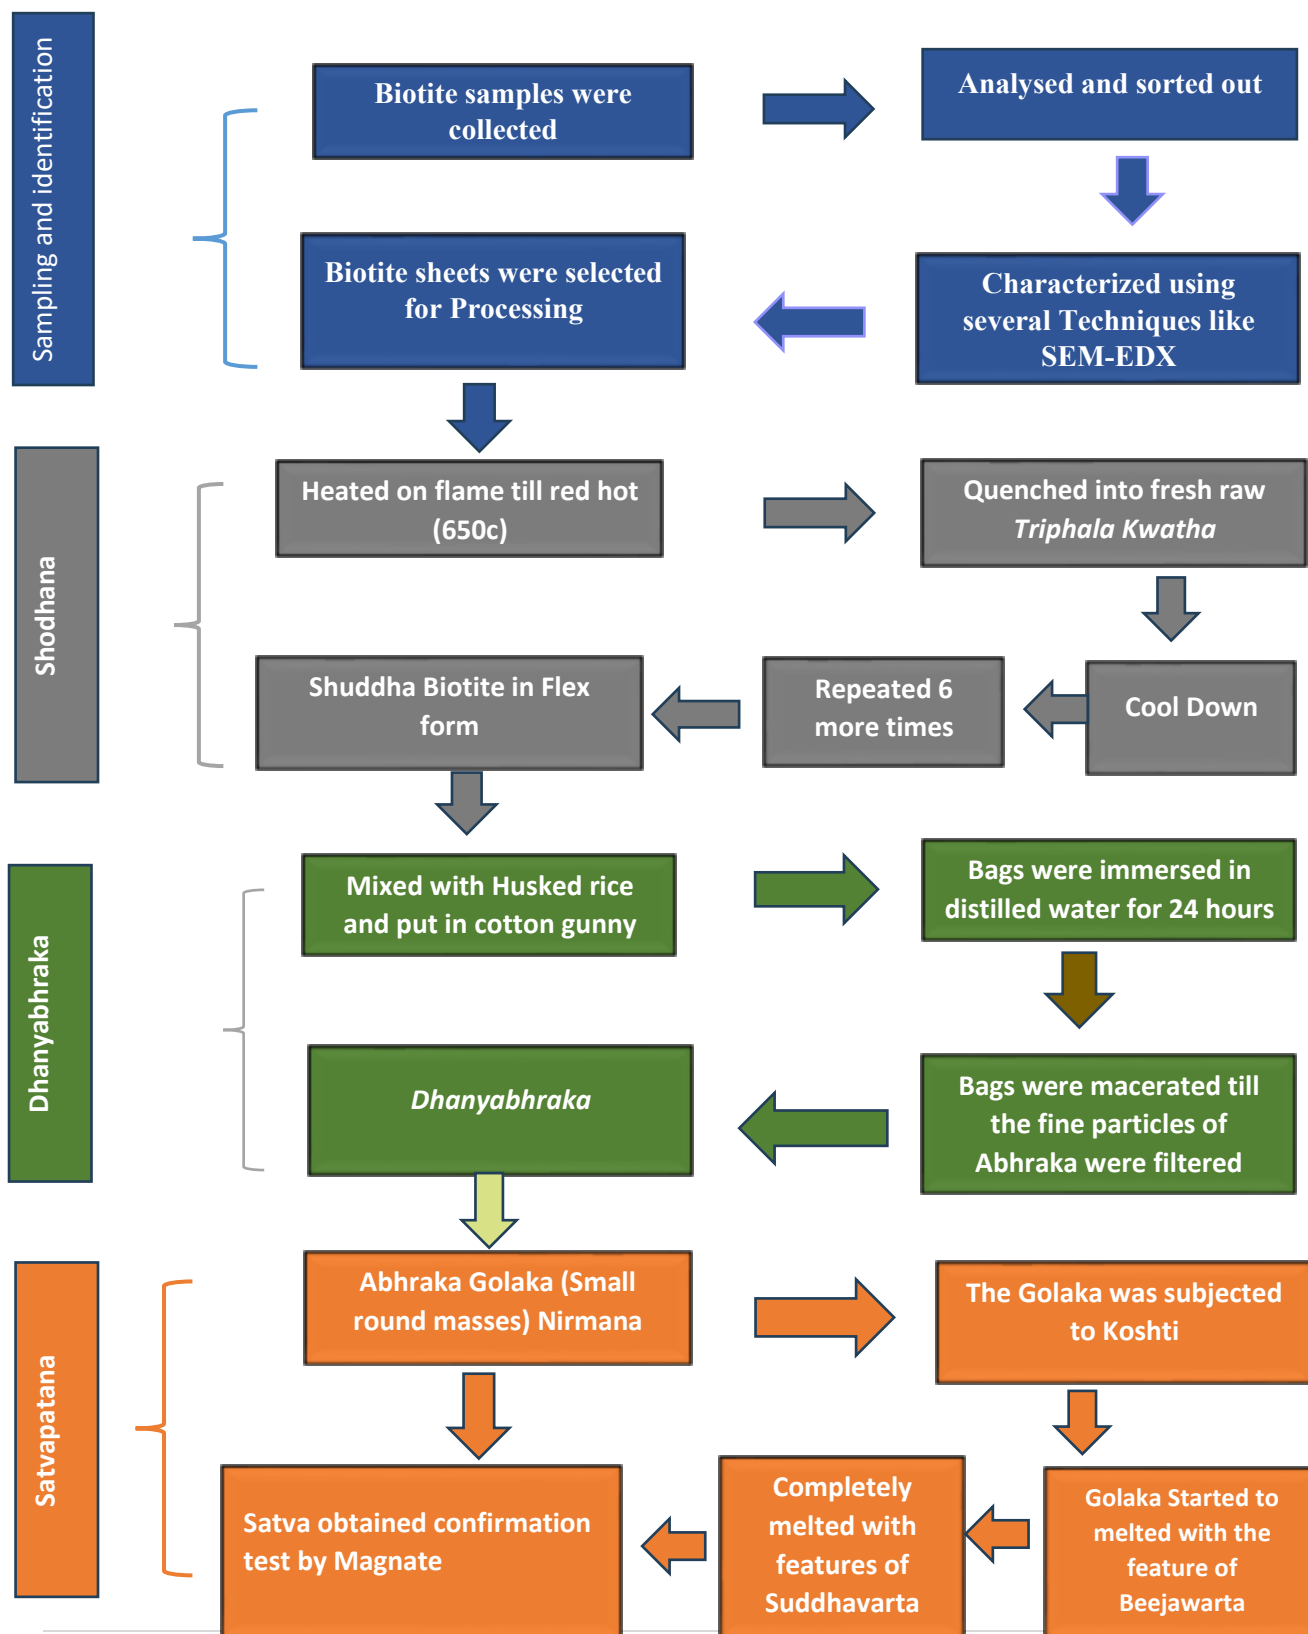 Sampling and identification
Biotite samples were
collected
Analysed and sorted out
Biotite sheets were selected
for Processing
Characterized using
several Techniques like
SEM-EDX
Shodhana
Heated on flame till red hot
(650c)
Quenched into fresh raw
Triphala Kwatha
Shuddha Biotite in Flex
form
Repeated 6
more times
Cool Down
Dhanyabhraka
Mixed with Husked rice
and put in cotton gunny
Bags were immersed in
distilled water for 24 hours
Dhanyabhraka
Bags were macerated till
the fine particles of
Abhraka were filtered
Satvapatana
Abhraka Golaka (Small
round masses) Nirmana
The Golaka was subjected
to Koshti
Satva obtained confirmation
test by Magnate
Completely
melted with
features of
Suddhavarta
Golaka Started to
melted with the
feature of
Beejawarta